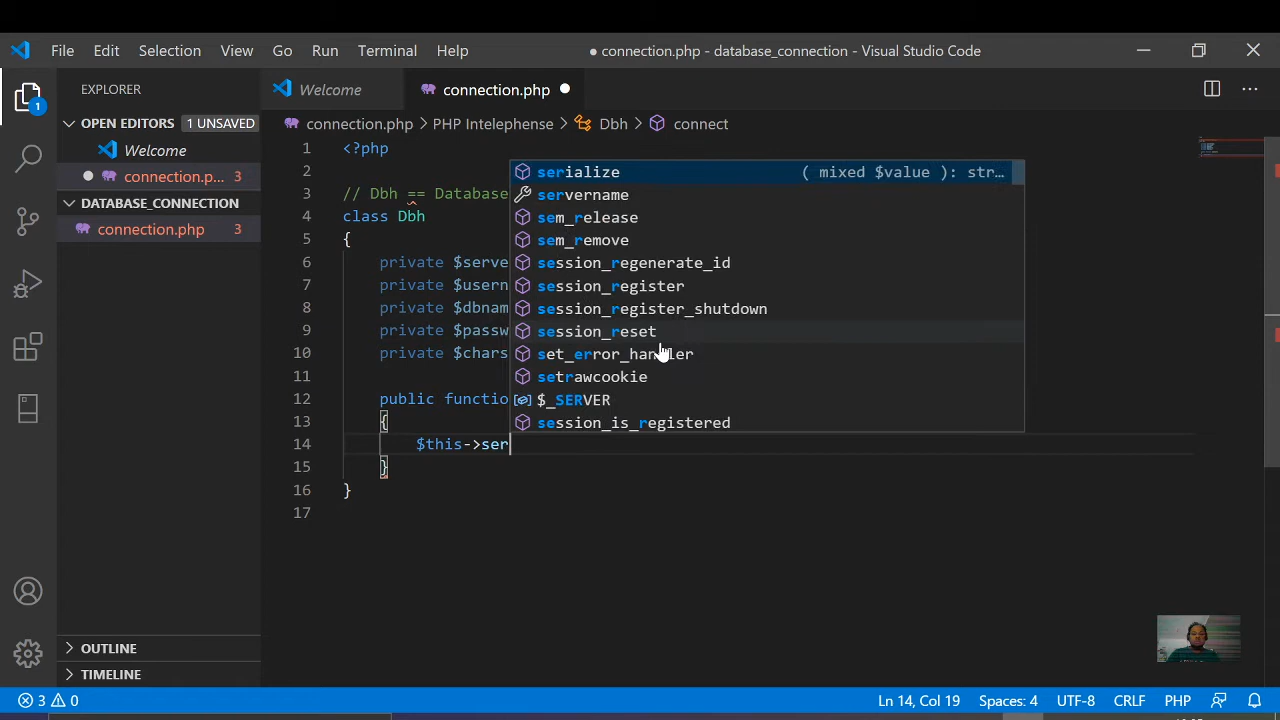 File Edit Selection View Go Run Terminal Help
● connection.php - database_connection - Visual Studio Code
EXPLORER
Welcome
connection.php
OPEN EDITORS 1 UNSAVED
Welcome
connection.p... 3
DATABASE_CONNECTION
connection.php 3
OUTLINE
TIMELINE
1
connection.php > PHP Intelephense > Dbh > connect
1 <?php
2
3 // Dbh == Database
4 class Dbh
5 {
6 private $serve
7 private $usern
8 private $dbnam
9 private $passw
10 private $chars
11
12 public functio
13 {
14 $this->ser
15 }
16 }
17
serialize ( mixed $value ): str...
servername
sem_release
sem_remove
session_regenerate_id
session_register
session_register_shutdown
session_reset
set_error_handler
setrawcookie
$_SERVER
session_is_registered
3 0
Ln 14, Col 19 Spaces: 4 UTF-8 CRLF PHP